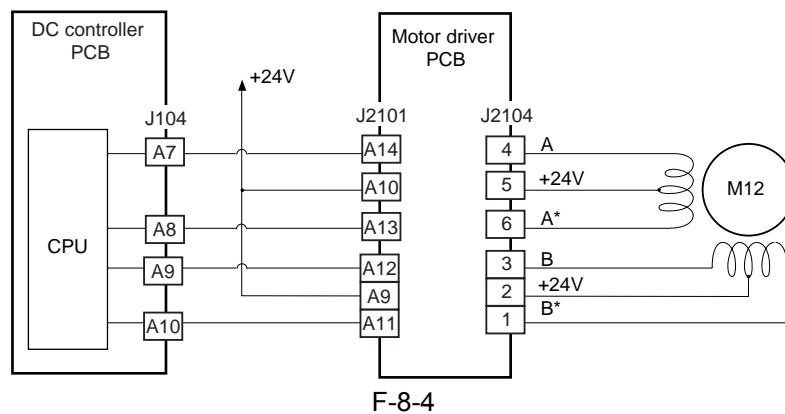 DC controller
PCB
Motor driver
PCB
+24V
J104
J2101
J2104
A7
A14
4
A
A10
5
+24V
M12
A8
A13
6
A*
CPU
A9
A12
3
B
A9
2
+24V
A10
A11
1
B*
F-8-4